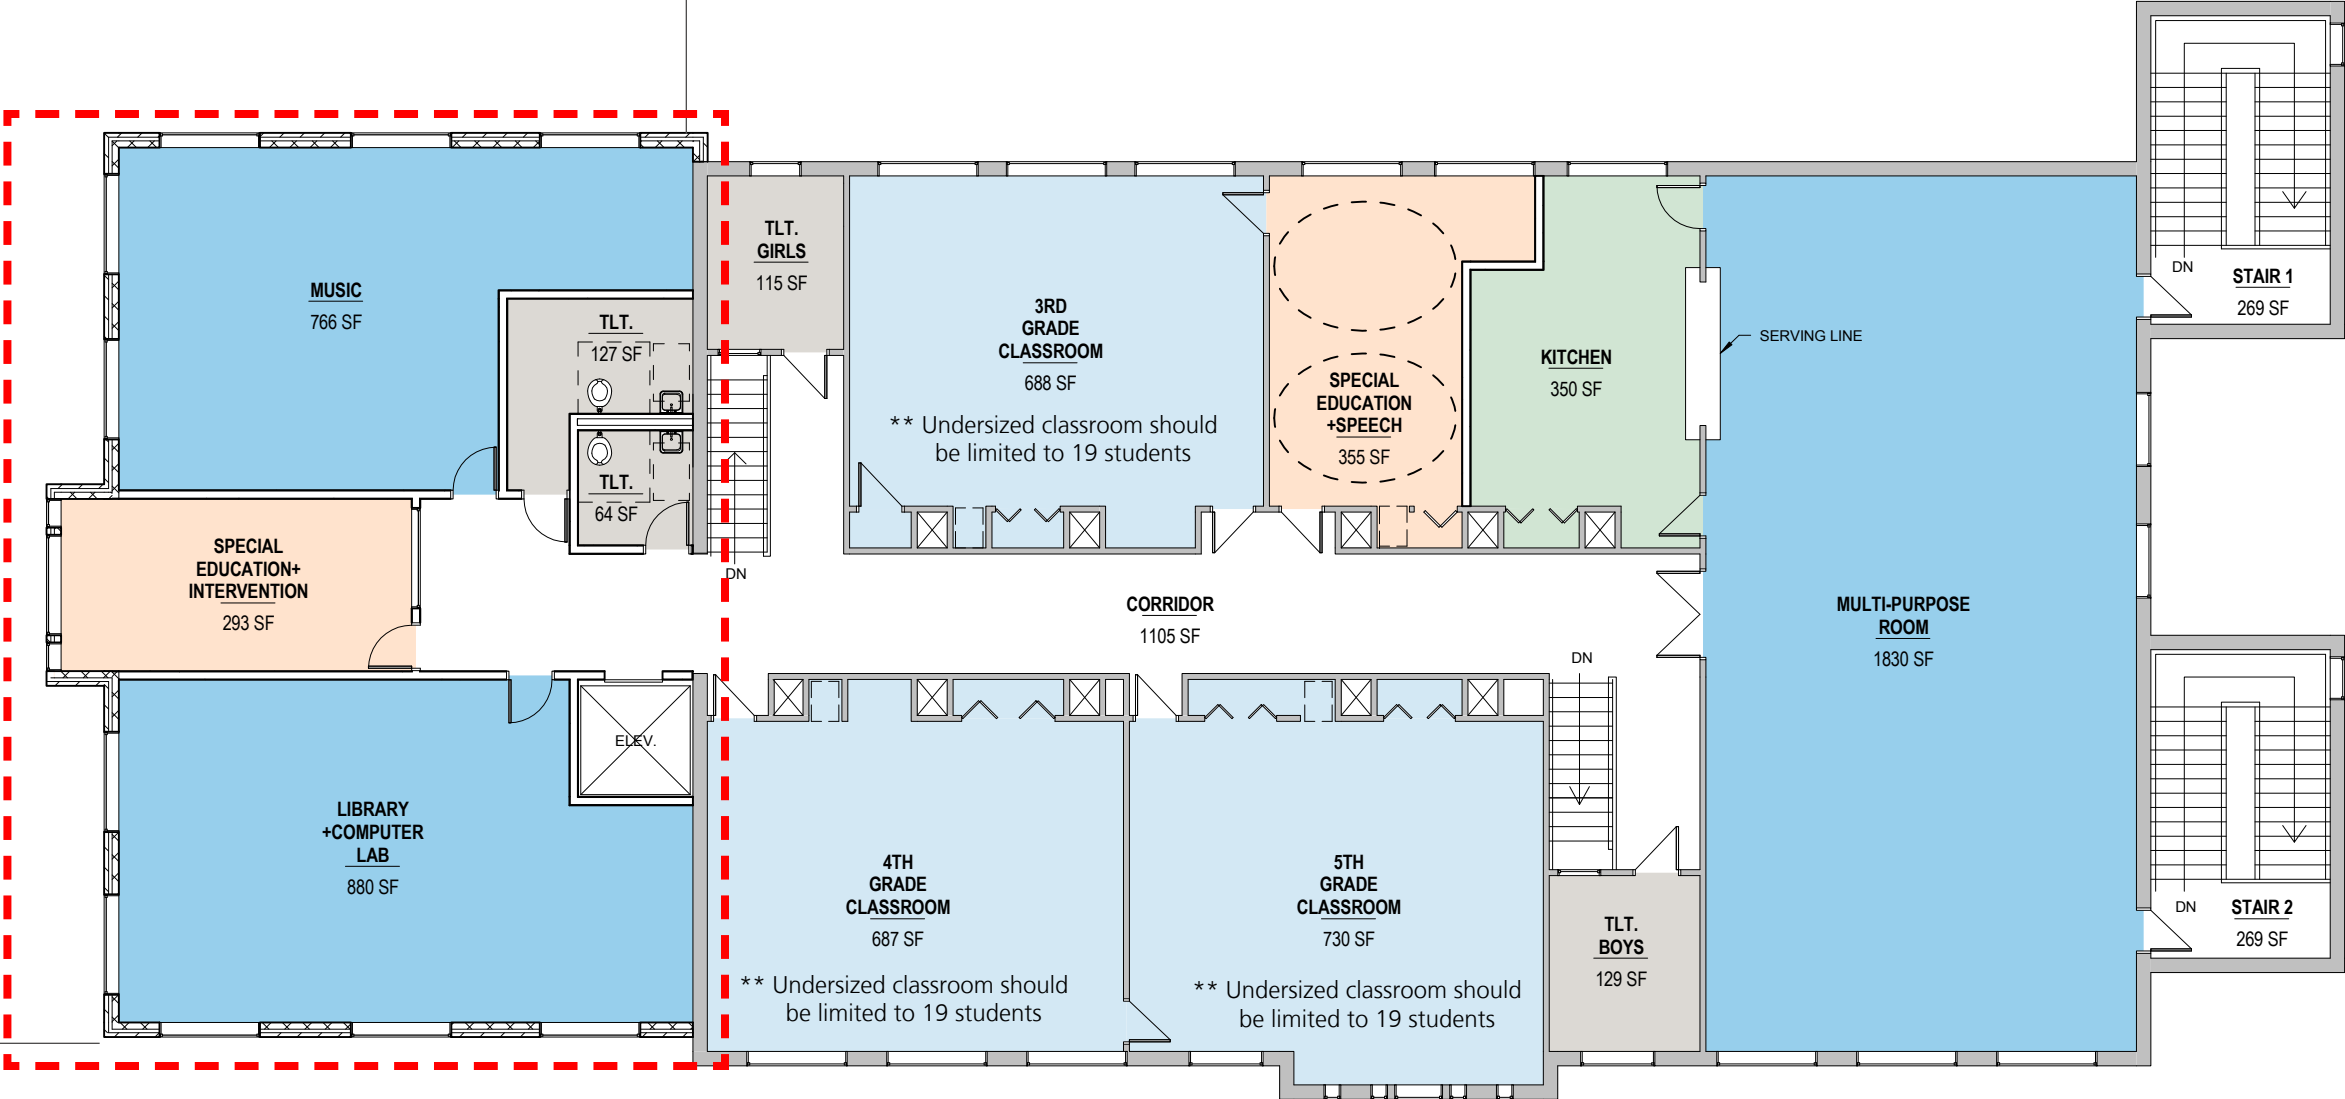 MUSIC
766 SF
TLT.
127 SF
TLT.
64 SF
SPECIAL
EDUCATION+
INTERVENTION
293 SF
ELEV.
LIBRARY
+COMPUTER
LAB
880 SF
TLT.
GIRLS
115 SF
DN
3RD
GRADE
CLASSROOM
688 SF
** Undersized classroom should
be limited to 19 students
SPECIAL
EDUCATION
+SPEECH
355 SF
KITCHEN
350 SF
SERVING LINE
CORRIDOR
1105 SF
DN
MULTI-PURPOSE
ROOM
1830 SF
4TH
GRADE
CLASSROOM
687 SF
** Undersized classroom should
be limited to 19 students
5TH
GRADE
CLASSROOM
730 SF
** Undersized classroom should
be limited to 19 students
TLT.
BOYS
129 SF
DN
STAIR 1
269 SF
DN
STAIR 2
269 SF